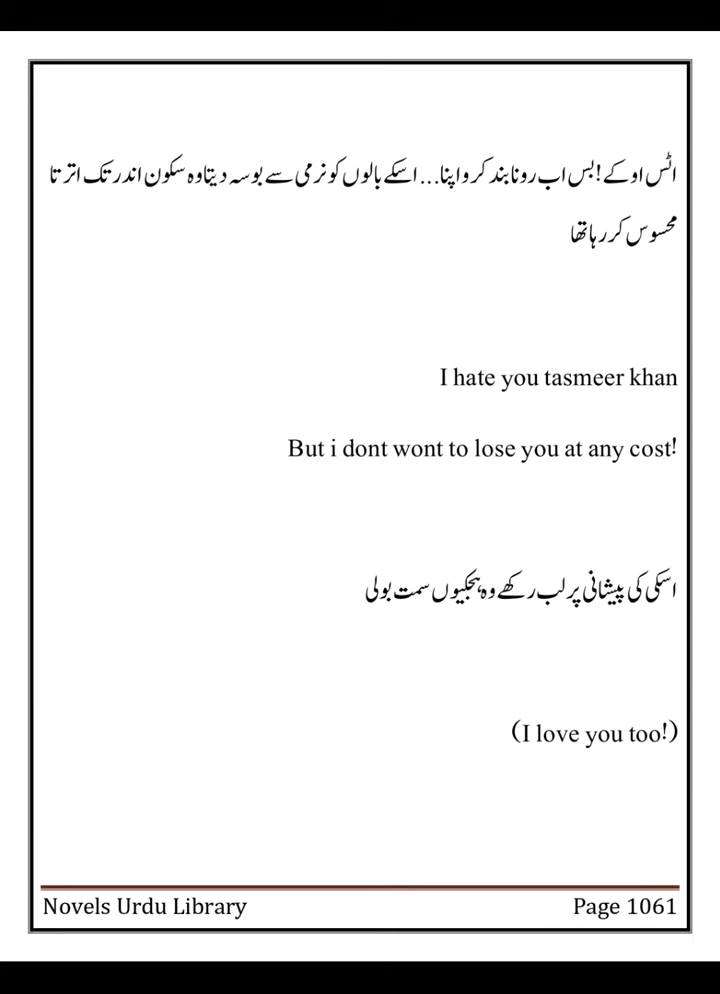 اٹس اوکے!بس اب رونا بند کرو اپنا... اسکے بالوں کو نرمی سے بوسہ دیتا وہ سکون اندر تک اترتا
محسوس کر رہا تھا
I hate you tasmeer khan
But i dont wont to lose you at any cost!
اسکی کی پیشانی پر لب رکھے وہ ہچکیوں سمت بولی
(I love you too!)
Novels Urdu Library Page 1061